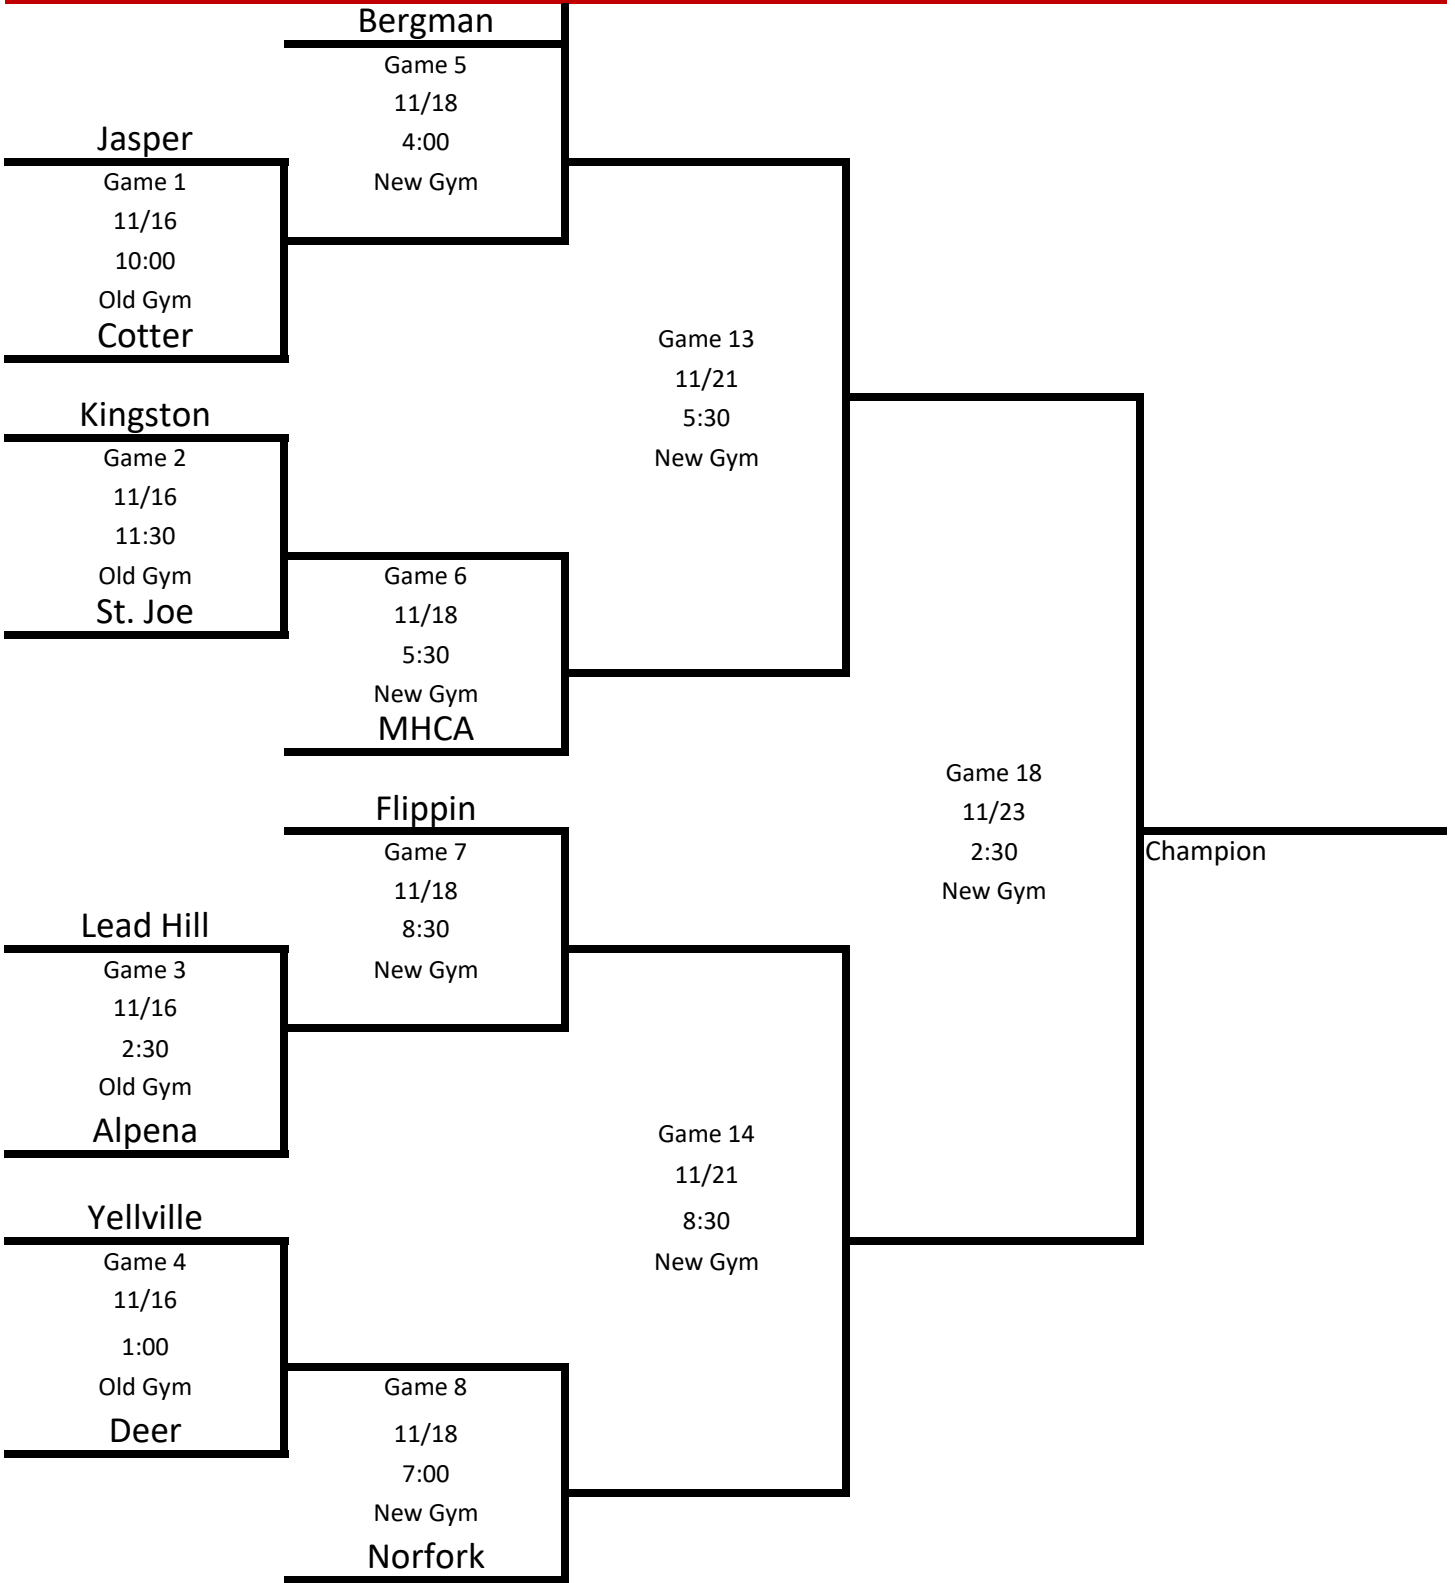 Bergman
Game 5
11/18
4:00
New Gym
Jasper
Game 1
11/16
10:00
Old Gym
Cotter
Kingston
Game 2
11/16
11:30
Old Gym
St. Joe
Game 6
11/18
5:30
New Gym
MHCA
Game 13
11/21
5:30
New Gym
Flippin
Game 7
11/18
8:30
New Gym
Lead Hill
Game 3
11/16
2:30
Old Gym
Alpena
Yellville
Game 4
11/16
1:00
Old Gym
Deer
Game 8
11/18
7:00
New Gym
Norfork
Game 14
11/21
8:30
New Gym
Game 18
11/23
2:30
New Gym
Champion